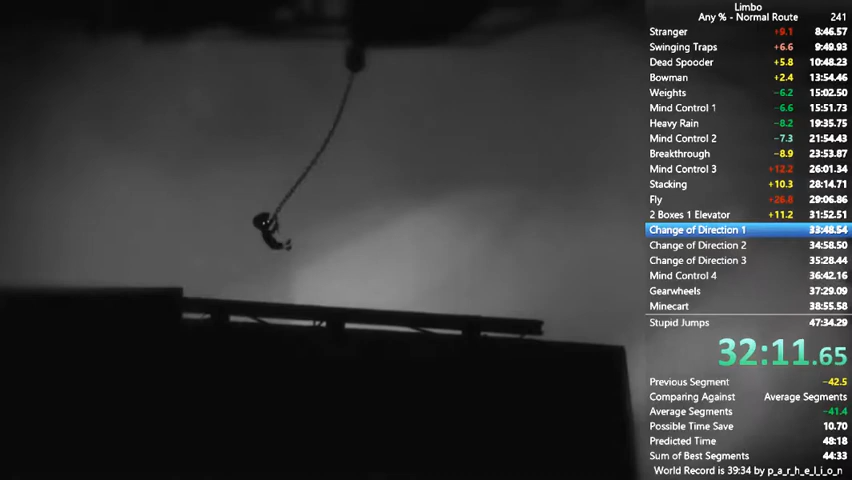 Limbo
Any % - Normal Route 241
Stranger +9.1 8:46.57
Swinging Traps +6.6 9:49.93
Dead Spooder +5.8 10:48.23
Bowman +2.4 13:54.46
Weights -6.2 15:02.50
Mind Control 1 -6.6 15:51.73
Heavy Rain -8.2 19:35.75
Mind Control 2 -7.3 21:54.43
Breakthrough -8.9 23:53.87
Mind Control 3 +12.2 26:01.34
Stacking +10.3 28:14.71
Fly +26.8 29:06.86
2 Boxes 1 Elevator +11.2 31:52.51
Change of Direction 1 33:48.54
Change of Direction 2 34:58.50
Change of Direction 3 35:28.44
Mind Control 4 36:42.16
Gearwheels 37:29.09
Minecart 38:55.58
Stupid Jumps 47:34.29
32:11.65
Previous Segment -42.5
Comparing Against Average Segments
Average Segments -41.4
Possible Time Save 10.70
Predicted Time 48:18
Sum of Best Segments 44:33
World Record is 39:34 by p_a_r_h_e_l_i_o_n